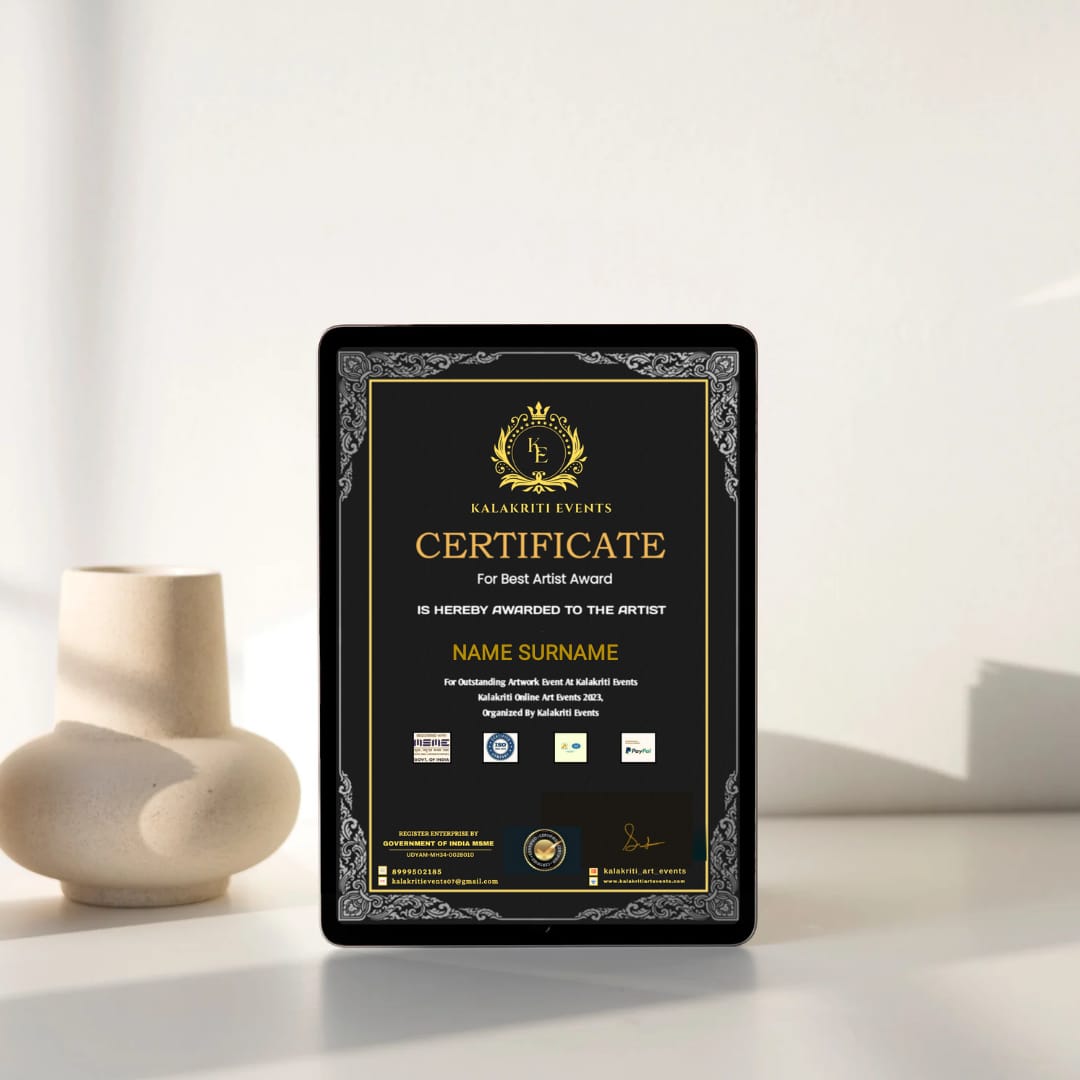 KE
KALAKRITI EVENTS
CERTIFICATE
For Best Artist Award
IS HEREBY AWARDED TO THE ARTIST
NAME SURNAME
For Outstanding Artwork Event At Kalakriti Events
Kalakriti Online Art Events 2023,
Organized By Kalakriti Events
MSME
GOVT. OF INDIA
ISO
PayPal
REGISTER ENTERPRISE BY
GOVERNMENT OF INDIA MSME
UDYAM-MH34-0028010
8999502185
kalakritievents07@gmail.com
kalakriti_art_events
www.kalakritiartevents.com